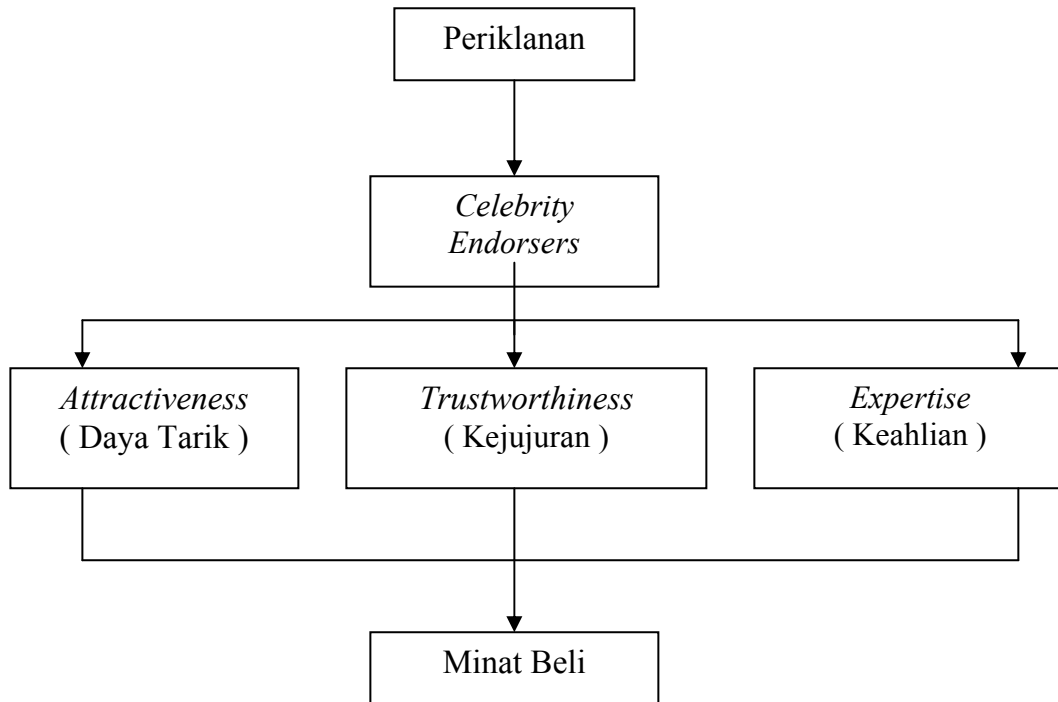 Periklanan
Celebrity
Endorsers
Attractiveness
( Daya Tarik )
Trustworthiness
( Kejujuran )
Expertise
( Keahlian )
Minat Beli